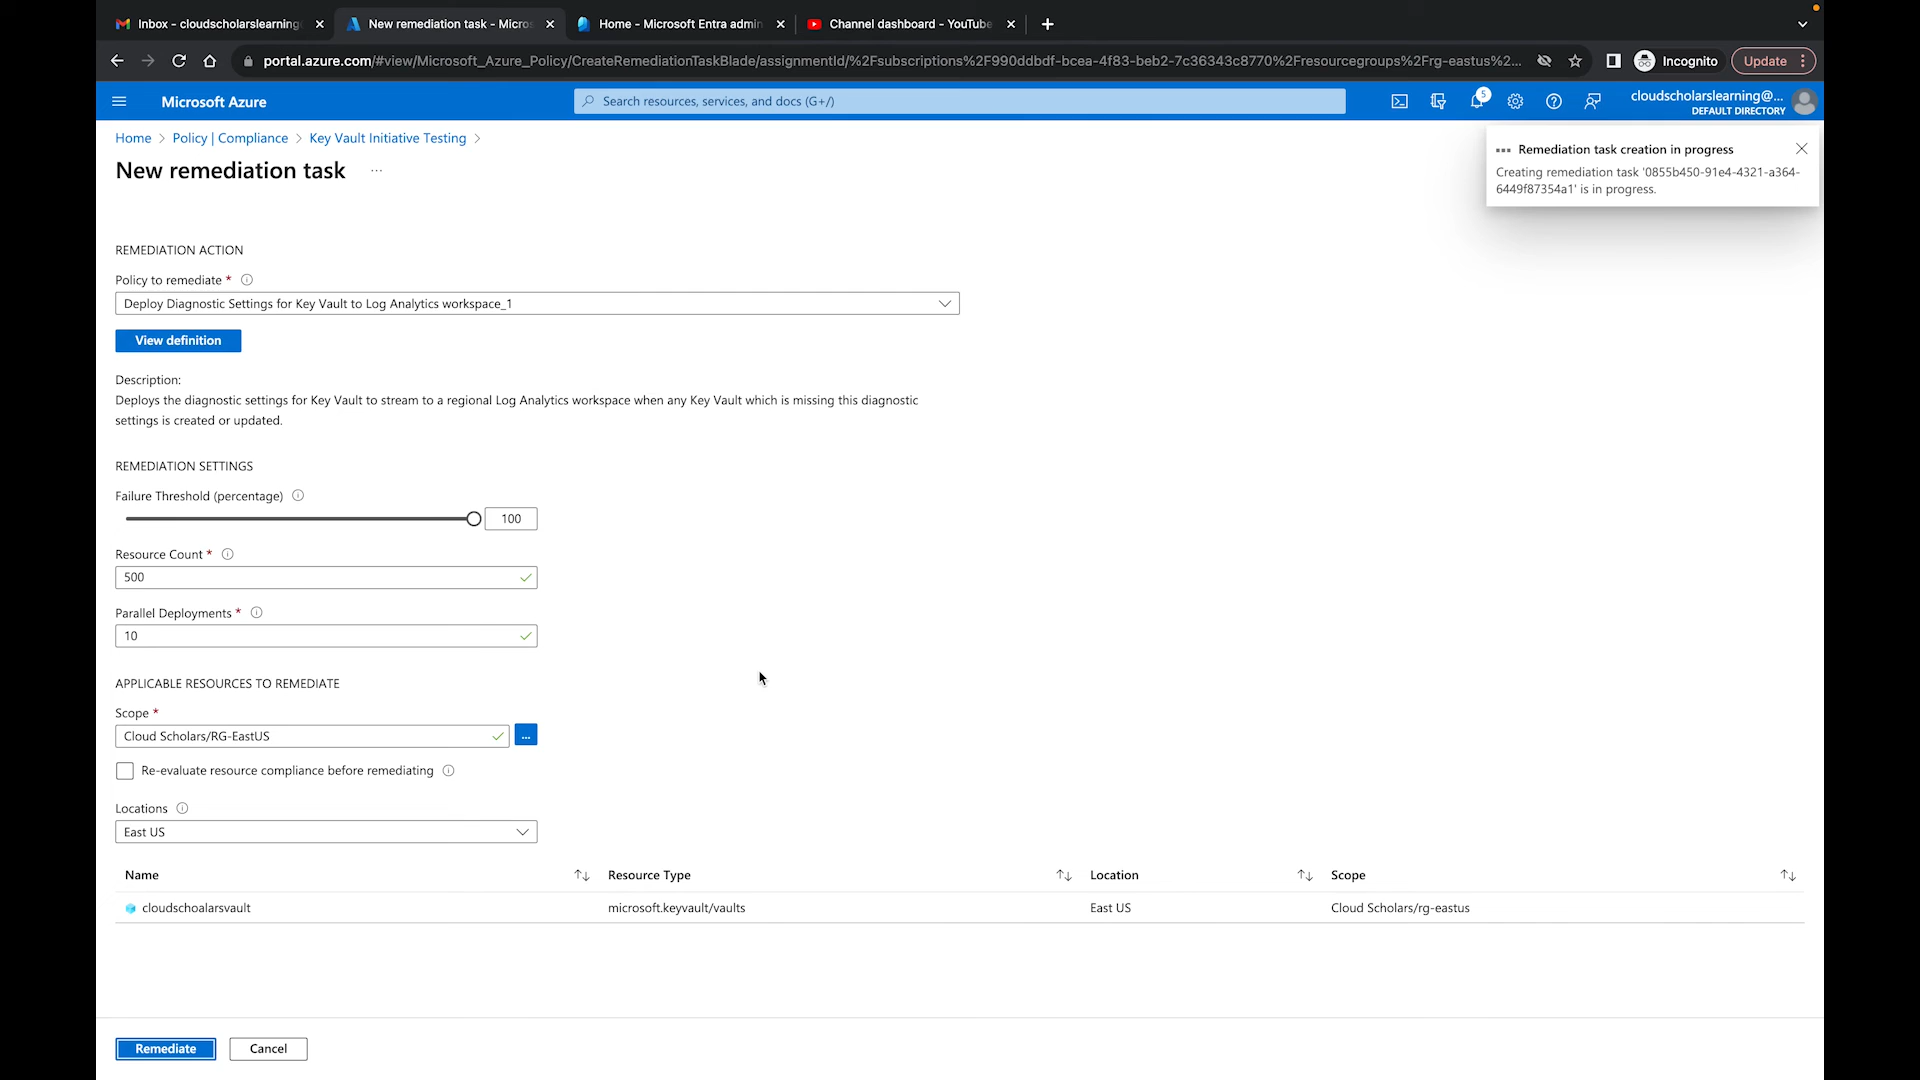 Inbox - cloudscholarslearning
New remediation task - Micros
Home - Microsoft Entra admin
Channel dashboard - YouTube
portal.azure.com/#view/Microsoft_Azure_Policy/CreateRemediationTaskBlade/assignmentId/%2Fsubscriptions%2F990ddbdf-bcea-4f83-beb2-7c36343c8770%2Fresourcegroups%2Frg-eastus%2...
Incognito
Update
Microsoft Azure
Search resources, services, and docs (G+/)
5
cloudscholarslearning@...
DEFAULT DIRECTORY
Home > Policy | Compliance > Key Vault Initiative Testing >
New remediation task ...
Remediation task creation in progress
Creating remediation task '0855b450-91e4-4321-a364-
6449f87354a1' is in progress.
REMEDIATION ACTION
Policy to remediate *
Deploy Diagnostic Settings for Key Vault to Log Analytics workspace_1
View definition
Description:
Deploys the diagnostic settings for Key Vault to stream to a regional Log Analytics workspace when any Key Vault which is missing this diagnostic
settings is created or updated.
REMEDIATION SETTINGS
Failure Threshold (percentage)
100
Resource Count *
500
Parallel Deployments *
10
APPLICABLE RESOURCES TO REMEDIATE
Scope *
Cloud Scholars/RG-EastUS
...
Re-evaluate resource compliance before remediating
Locations
East US
Name Resource Type Location Scope
cloudschoalarsvault microsoft.keyvault/vaults East US Cloud Scholars/rg-eastus
Remediate
Cancel